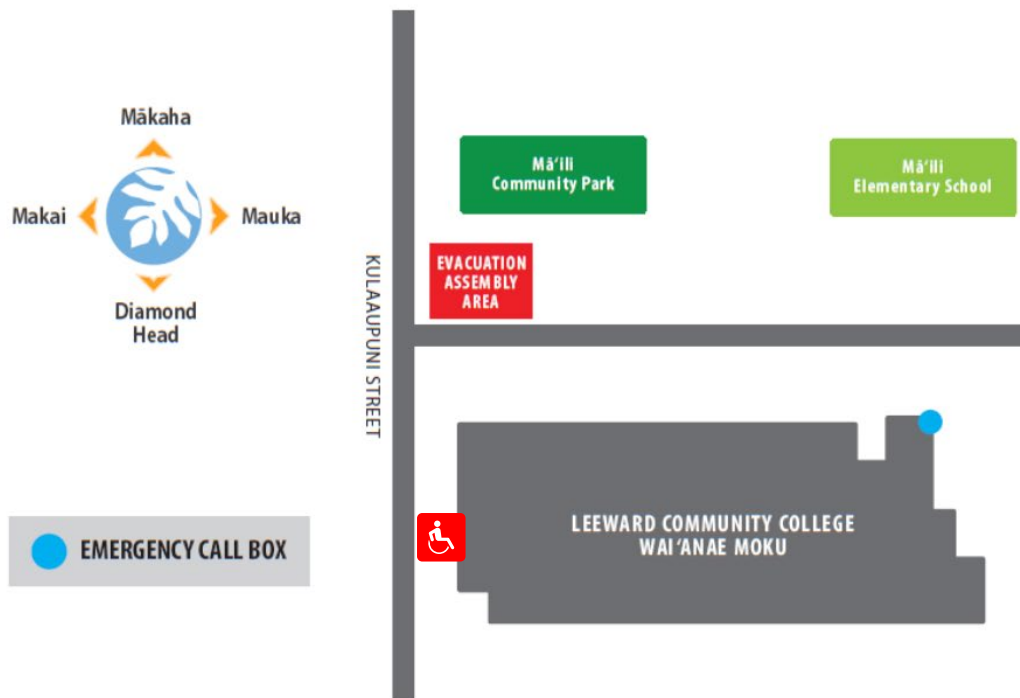 Mākaha
Makai
Mauka
Diamond
Head
KULAAUPUNI STREET
Mā‘ili
Community Park
Mā‘ili
Elementary School
EVACUATION
ASSEMBLY
AREA
EMERGENCY CALL BOX
LEEWARD COMMUNITY COLLEGE
WAI‘ANAE MOKU